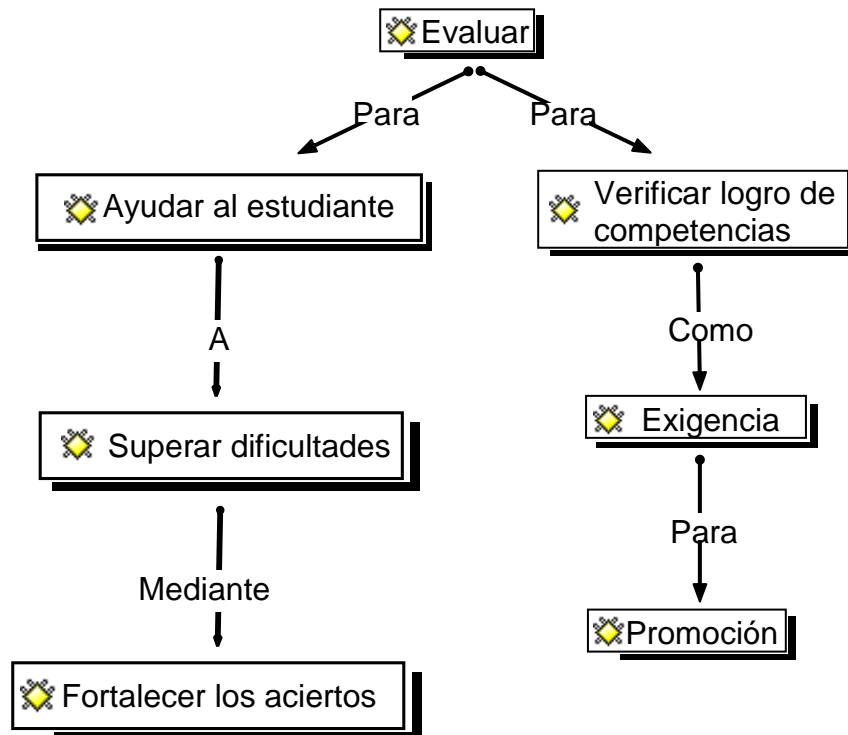 Evaluar
Para
Para
Ayudar al estudiante
Verificar logro de
competencias
A
Como
Superar dificultades
Exigencia
Mediante
Para
Fortalecer los aciertos
Promoción